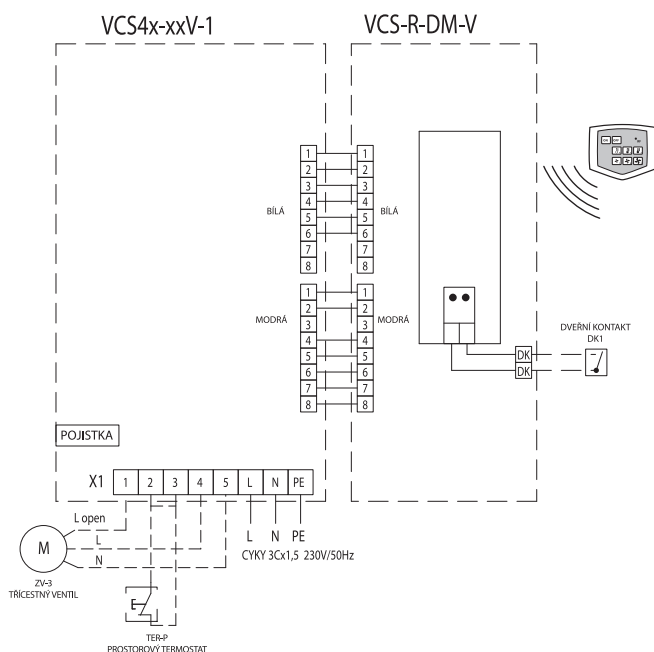 VCS4x-xxV-1
VCS-R-DM-V
1 1
2 2
3 3
4 4
BÍLÁ 5 5 BÍLÁ
6 6
7 7
8 8
1 1
2 2
MODRÁ 3 3 MODRÁ
4 4
5 5
6 6
7 7
8 8
DVEŘNÍ KONTAKT
DK1
DK
DK
POJISTKA
X1 1 2 3 4 5 L N PE
L open
L
N
M
L N PE
CYKY 3Cx1,5 230V/50Hz
ZV-3
TŘÍCESTNÝ VENTIL
TER-P
PROSTOROVÝ TERMOSTAT